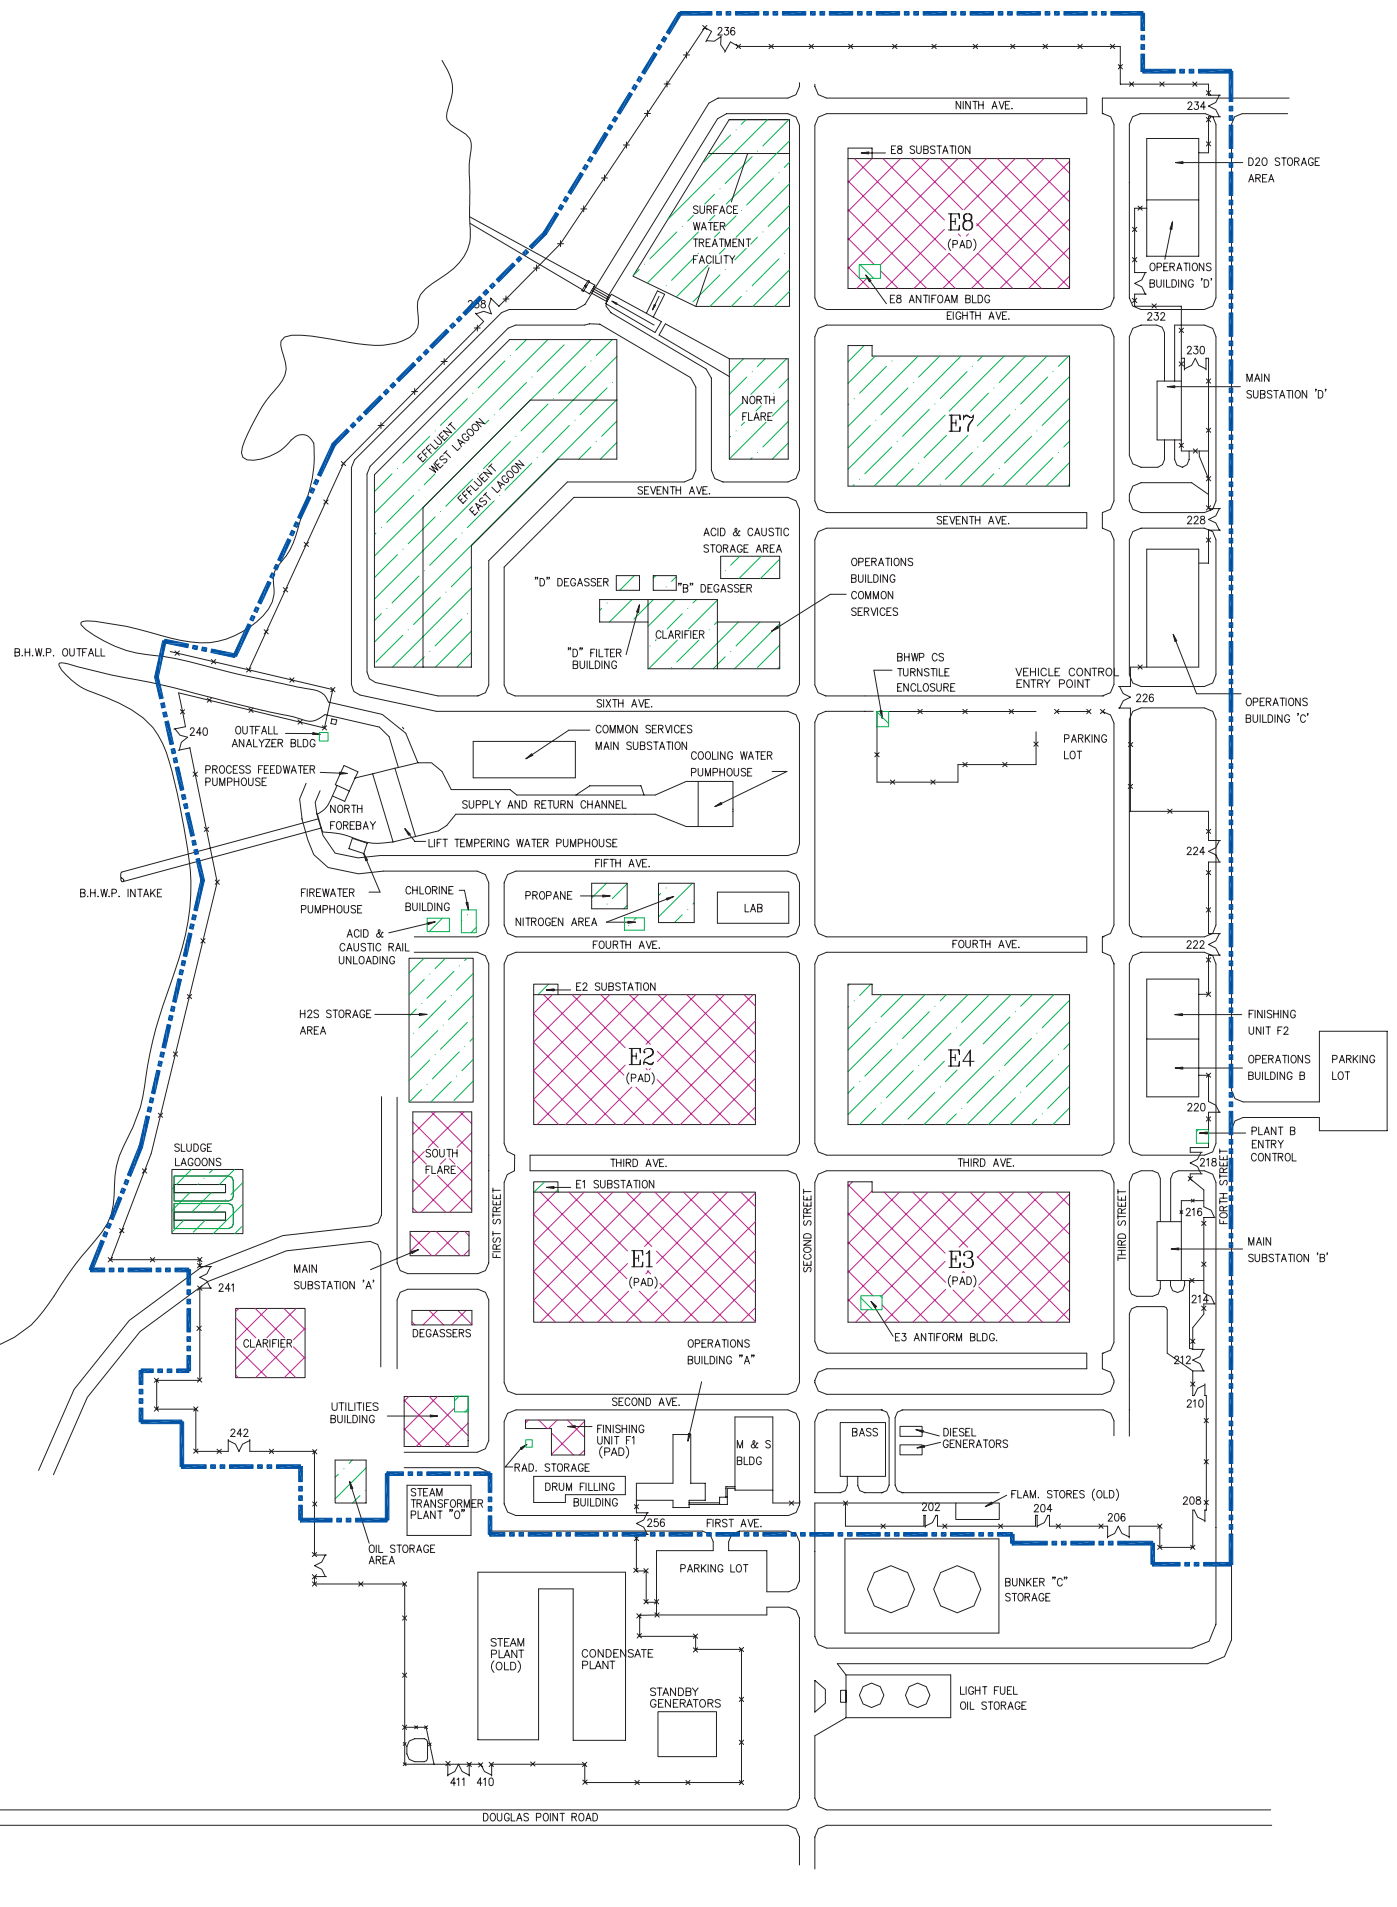 236
NINTH AVE.
234
E8 SUBSTATION
D2O STORAGE
AREA
SURFACE
WATER
TREATMENT
FACILITY
E8
(PAD)
OPERATIONS
BUILDING 'D'
E8 ANTIFOAM BLDG
238
EIGHTH AVE.
232
230
MAIN
SUBSTATION 'D'
NORTH
FLARE
E7
EFFLUENT
WEST LAGOON
EFFLUENT
EAST LAGOON
SEVENTH AVE.
SEVENTH AVE.
228
ACID & CAUSTIC
STORAGE AREA
OPERATIONS
BUILDING
COMMON
SERVICES
"D" DEGASSER
"B" DEGASSER
CLARIFIER
"D" FILTER
BUILDING
B.H.W.P. OUTFALL
BHWP CS
TURNSTILE
ENCLOSURE
VEHICLE CONTROL
ENTRY POINT
226
OPERATIONS
BUILDING 'C'
SIXTH AVE.
240
OUTFALL
ANALYZER BLDG
COMMON SERVICES
MAIN SUBSTATION
PARKING
LOT
COOLING WATER
PUMPHOUSE
PROCESS FEEDWATER
PUMPHOUSE
NORTH
FOREBAY
SUPPLY AND RETURN CHANNEL
LIFT TEMPERING WATER PUMPHOUSE
224
FIFTH AVE.
B.H.W.P. INTAKE
FIREWATER
PUMPHOUSE
CHLORINE
BUILDING
PROPANE
NITROGEN AREA
LAB
ACID &
CAUSTIC RAIL
UNLOADING
FOURTH AVE.
FOURTH AVE.
222
E2 SUBSTATION
H2S STORAGE
AREA
FINISHING
UNIT F2
E2
(PAD)
E4
OPERATIONS
BUILDING B
PARKING
LOT
220
PLANT B
ENTRY
CONTROL
SLUDGE
LAGOONS
SOUTH
FLARE
THIRD AVE.
THIRD AVE.
218
E1 SUBSTATION
FIRST STREET
SECOND STREET
THIRD STREET
FORTH STREET
216
MAIN
SUBSTATION 'B'
E1
(PAD)
E3
(PAD)
MAIN
SUBSTATION 'A'
241
214
CLARIFIER
DEGASSERS
E3 ANTIFORM BLDG.
OPERATIONS
BUILDING "A"
212
SECOND AVE.
210
UTILITIES
BUILDING
242
FINISHING
UNIT F1
(PAD)
M & S
BLDG
BASS
DIESEL
GENERATORS
RAD. STORAGE
DRUM FILLING
BUILDING
STEAM
TRANSFORMER
PLANT "O"
FLAM. STORES (OLD)
202
204
206
208
256
FIRST AVE.
OIL STORAGE
AREA
PARKING LOT
BUNKER "C"
STORAGE
STEAM
PLANT
(OLD)
CONDENSATE
PLANT
STANDBY
GENERATORS
LIGHT FUEL
OIL STORAGE
411
410
DOUGLAS POINT ROAD